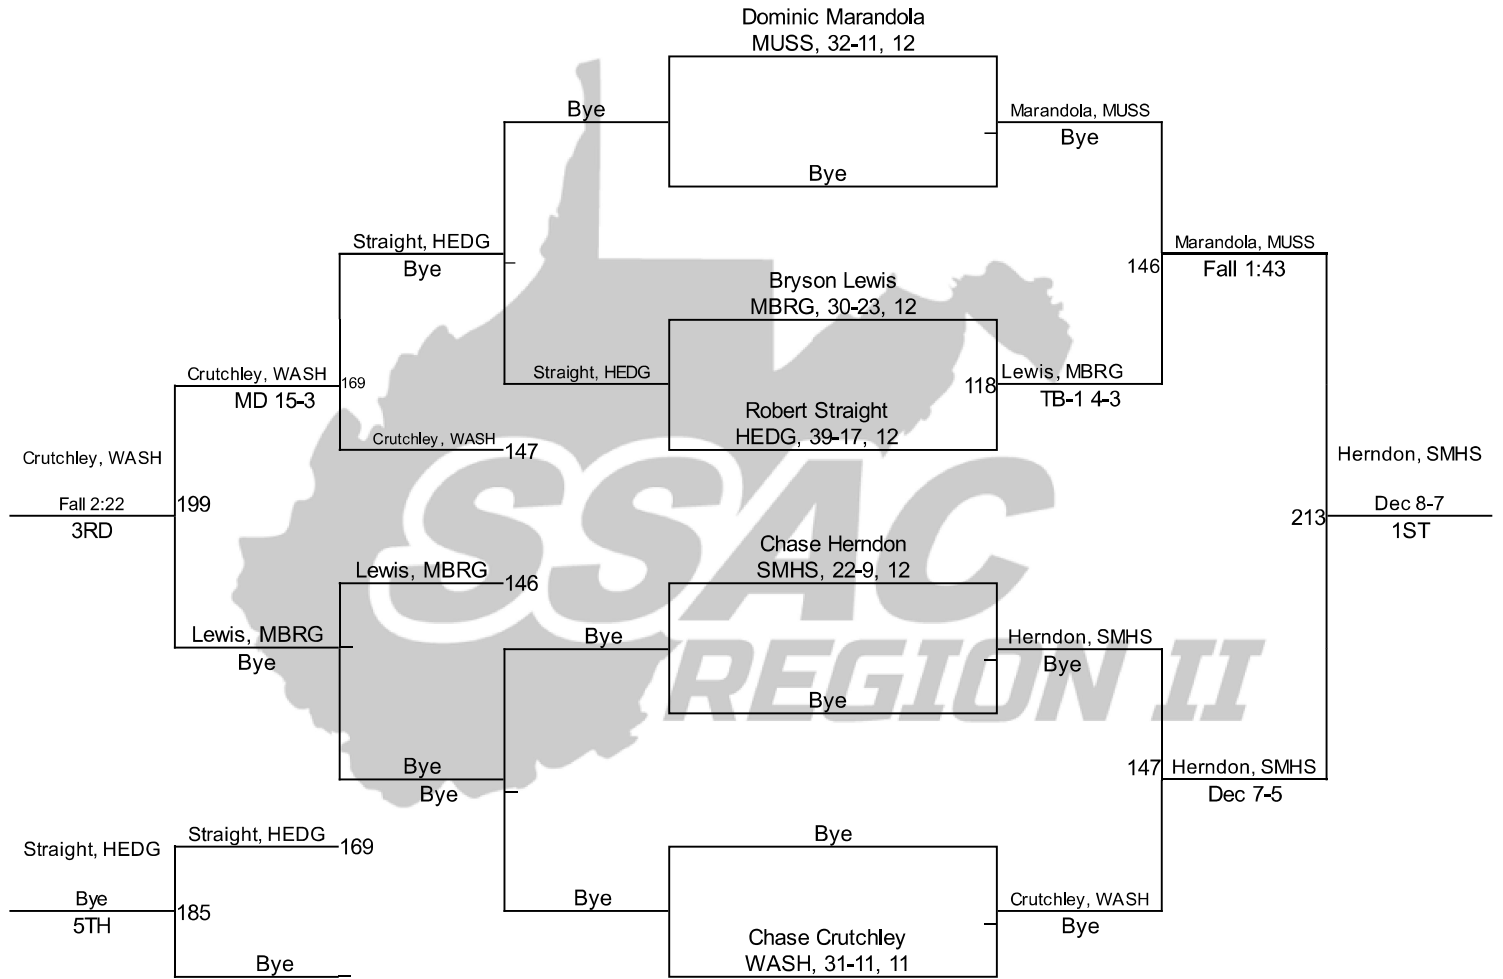 Dominic Marandola
MUSS, 32-11, 12
Bye
Marandola, MUSS
Bye
Bye
Straight, HEDG
Bye
Marandola, MUSS
146
Fall 1:43
Bryson Lewis
MBRG, 30-23, 12
Crutchley, WASH
169
MD 15-3
Straight, HEDG
118
Lewis, MBRG
TB-1 4-3
Robert Straight
HEDG, 39-17, 12
Crutchley, WASH
147
Crutchley, WASH
Fall 2:22
199
3RD
Herndon, SMHS
213
Dec 8-7
1ST
SSAC
REGION II
Chase Herndon
SMHS, 22-9, 12
Lewis, MBRG
146
Lewis, MBRG
Bye
Bye
Herndon, SMHS
Bye
Bye
Bye
Bye
147
Herndon, SMHS
Dec 7-5
Straight, HEDG
Straight, HEDG
169
Bye
Bye
185
5TH
Bye
Bye
Crutchley, WASH
Bye
Chase Crutchley
WASH, 31-11, 11